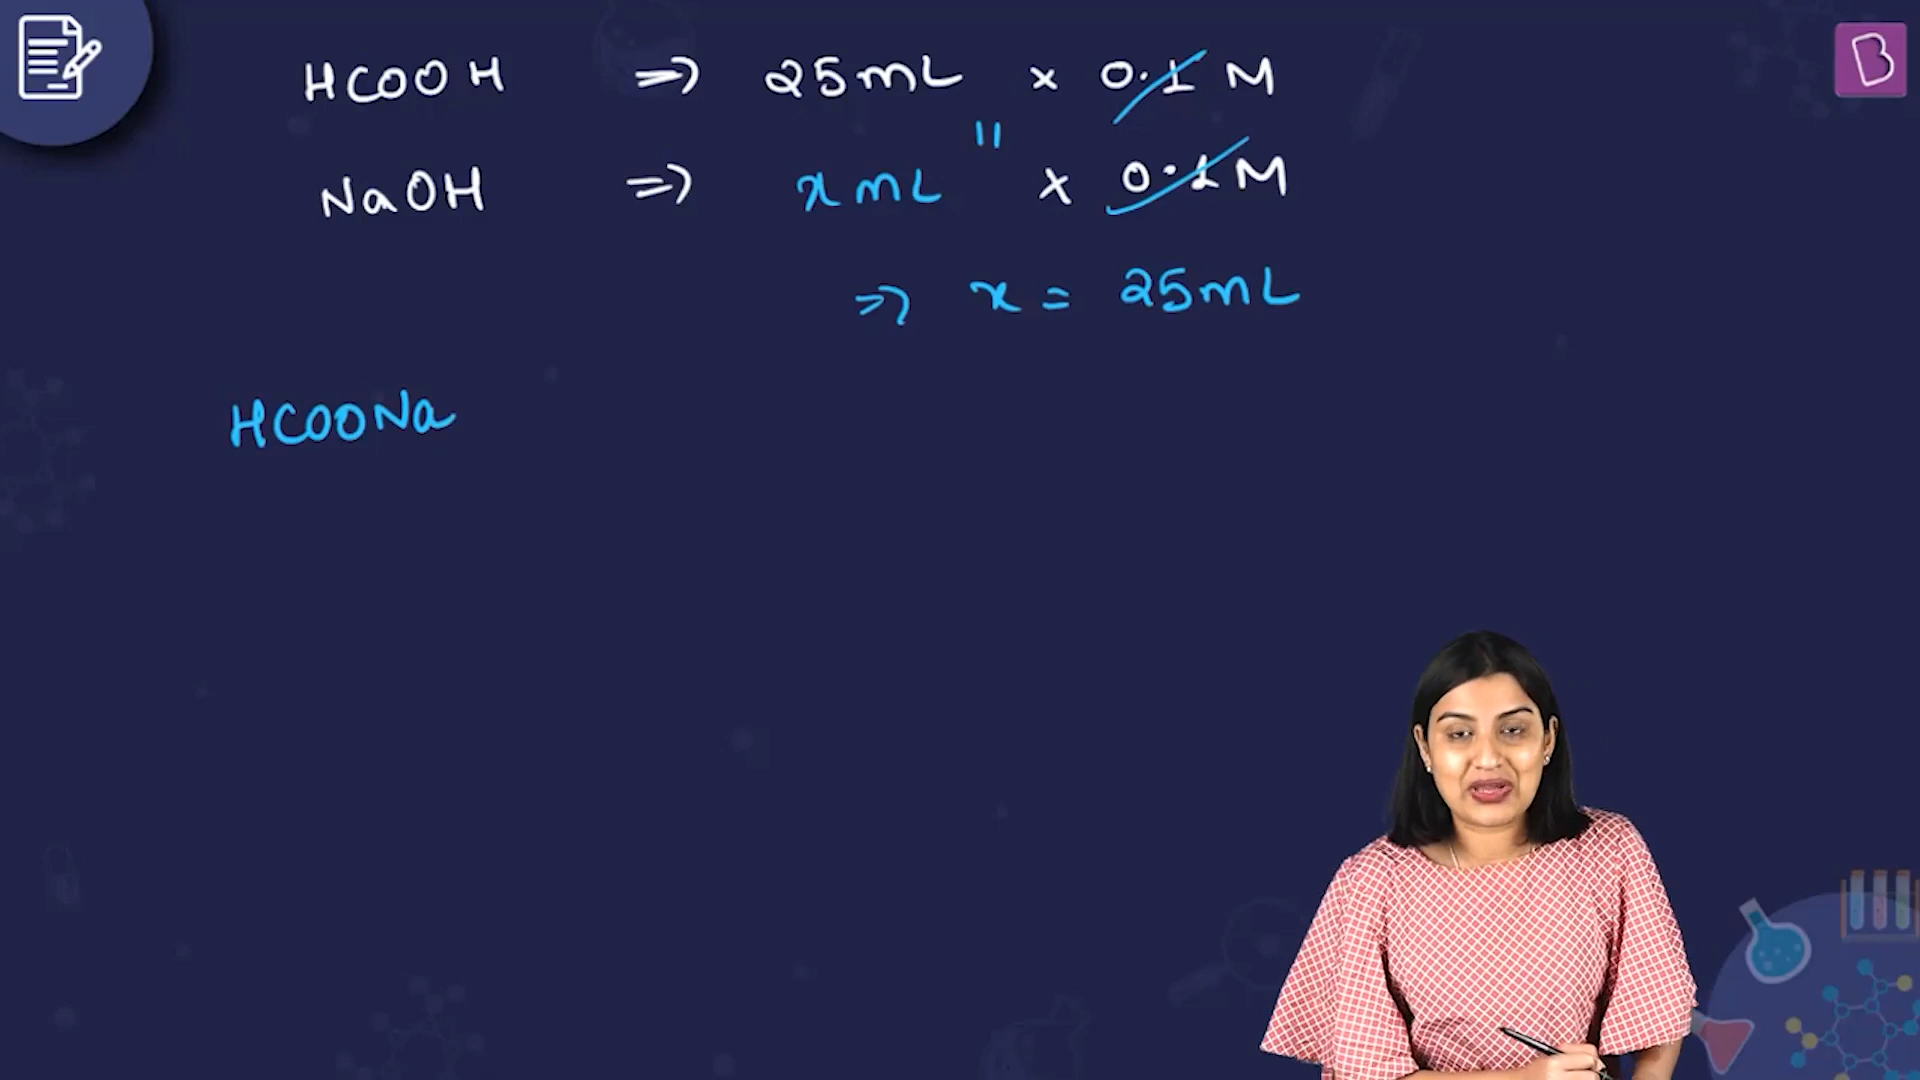 HCOOH ⇒ 25mL × 0.1 M
"
NaOH ⇒ x mL × 0.1 M
⇒ x = 25mL
HCOONa
B